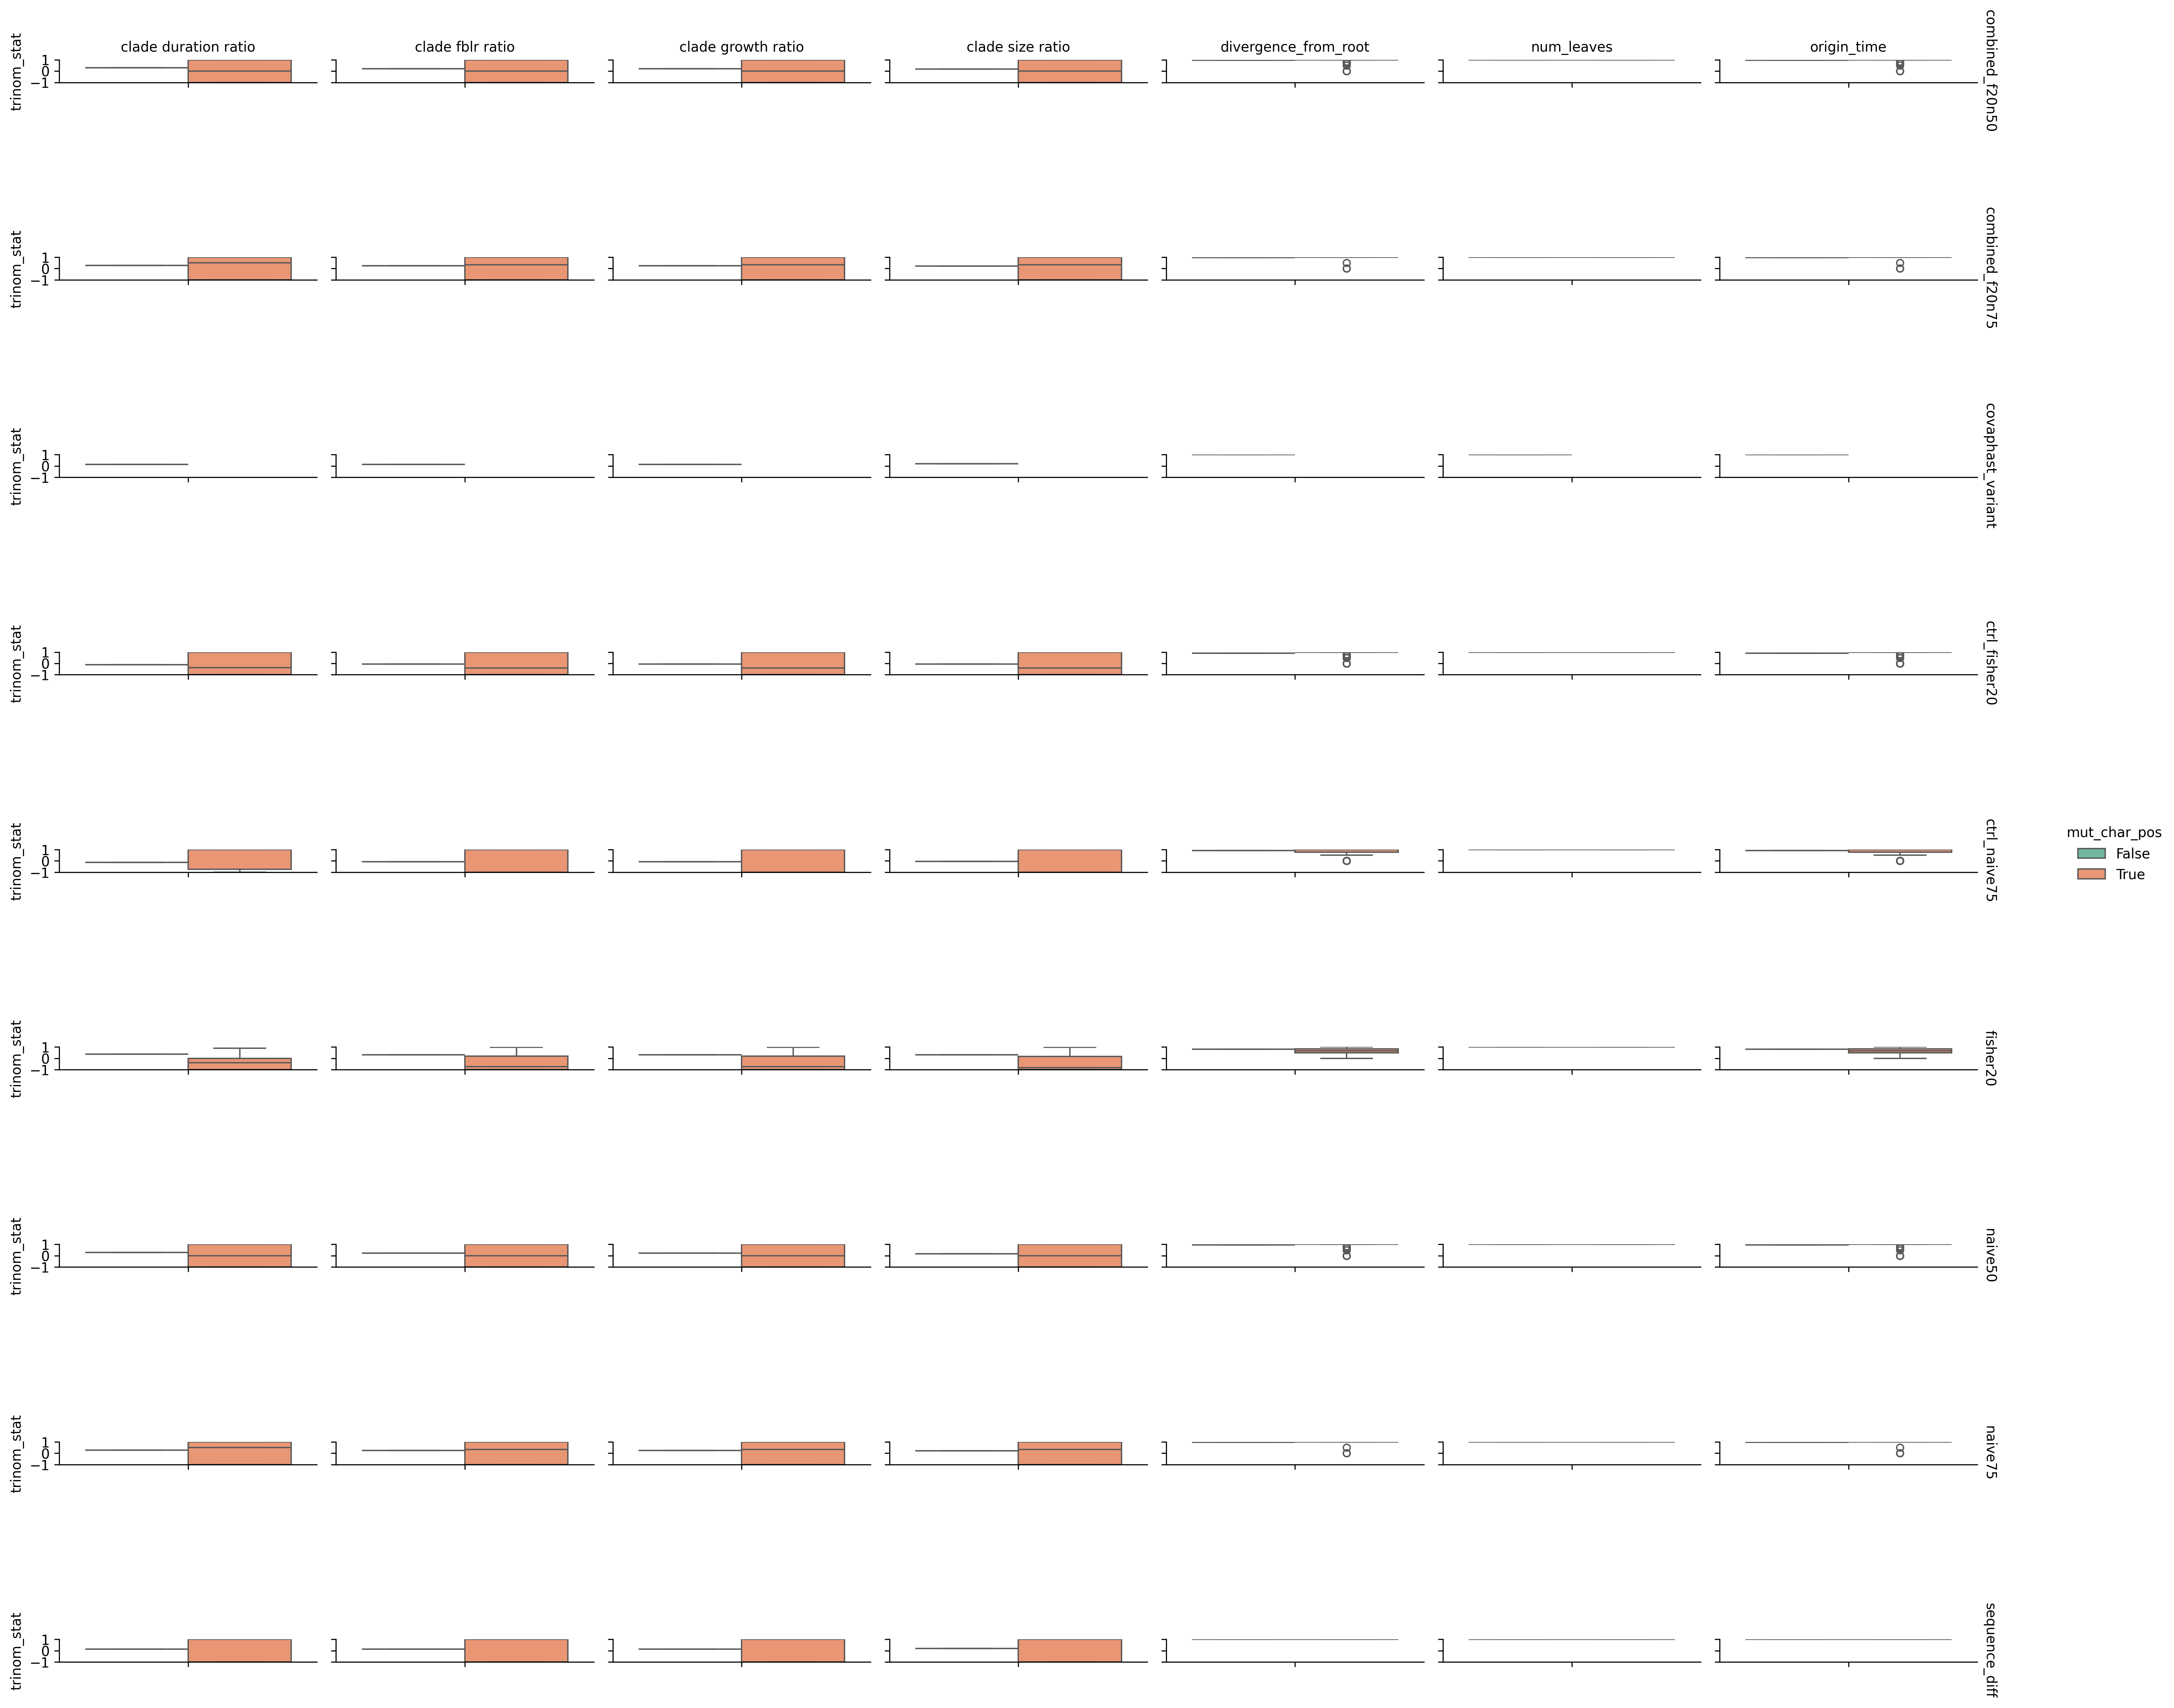 clade duration ratio
clade fblr ratio
clade growth ratio
clade size ratio
divergence_from_root
num_leaves
origin_time
trinom_stat
1
0
−1
combined_f20n50
trinom_stat
1
0
−1
combined_f20n75
trinom_stat
1
0
−1
covaphast_variant
trinom_stat
1
0
−1
ctrl_fisher20
trinom_stat
1
0
−1
ctrl_naive75
mut_char_pos
False
True
trinom_stat
1
0
−1
fisher20
trinom_stat
1
0
−1
naive50
trinom_stat
1
0
−1
naive75
trinom_stat
1
0
−1
sequence_diff